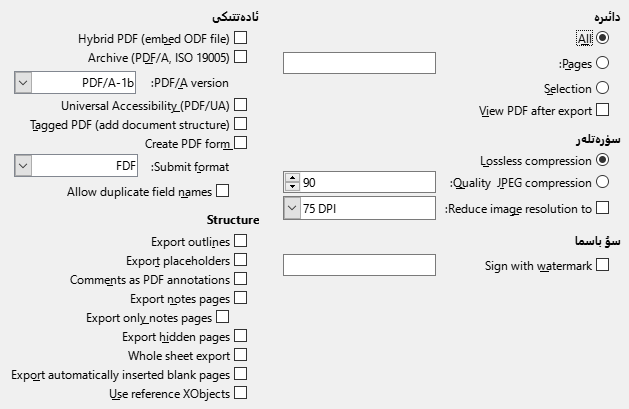 دائىرە
All
Pages:
Selection
View PDF after export
سۈرەتلەر
Lossless compression
Quality JPEG compression:
90
Reduce image resolution to:
75 DPI
سۇ باسما
Sign with watermark
ئادەتتىكى
Hybrid PDF (embed ODF file)
Archive (PDF/A, ISO 19005)
PDF/A version:
PDF/A-1b
Universal Accessibility (PDF/UA)
Tagged PDF (add document structure)
Create PDF form
Submit format:
FDF
Allow duplicate field names
Structure
Export outlines
Export placeholders
Comments as PDF annotations
Export notes pages
Export only notes pages
Export hidden pages
Whole sheet export
Export automatically inserted blank pages
Use reference XObjects